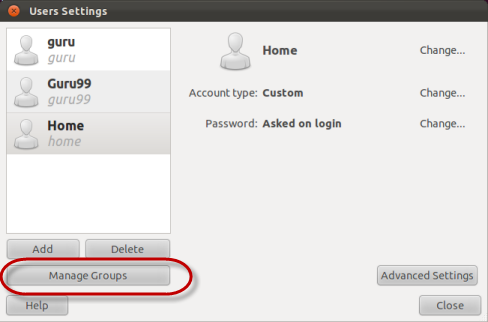 Users Settings
guru
guru
Guru99
guru99
Home
home
Home Change...
Account type: Custom Change...
Password: Asked on login Change...
Add Delete
Manage Groups
Advanced Settings
Help
Close